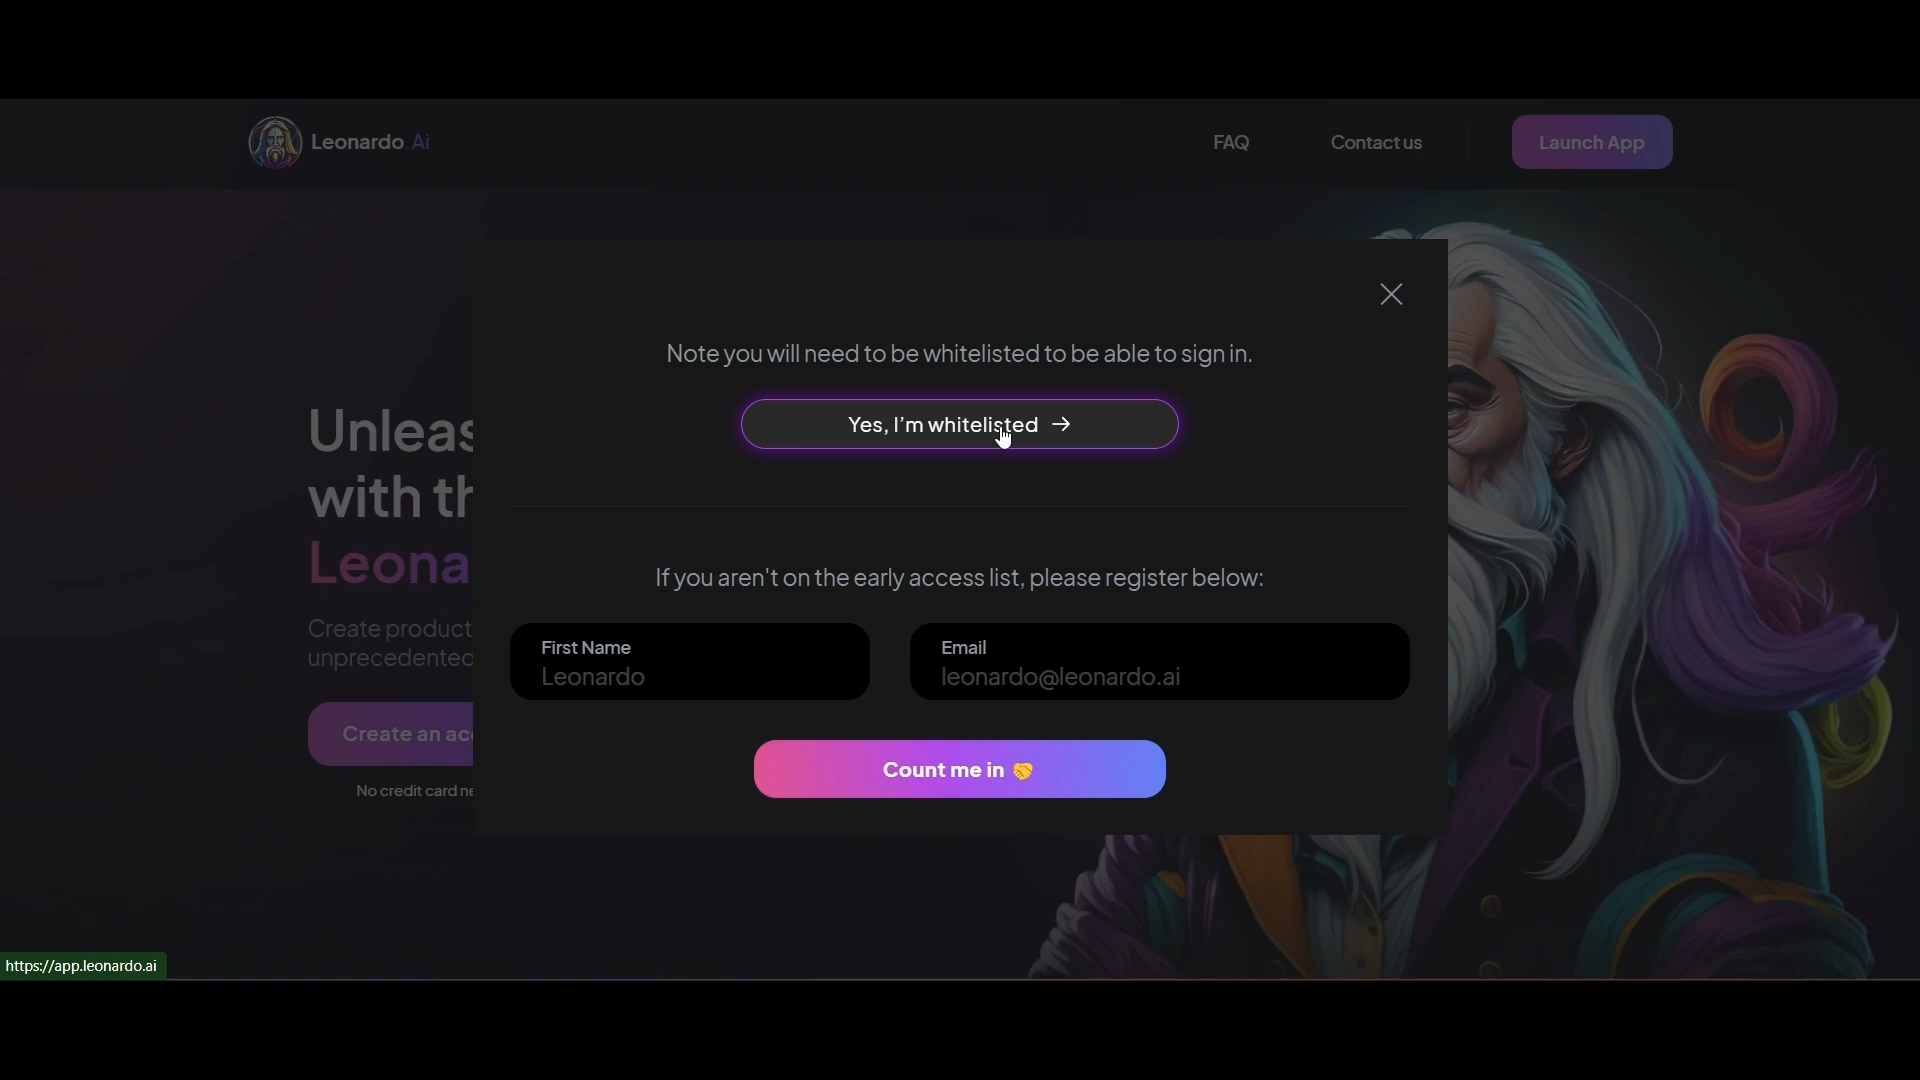 Leonardo.Ai
FAQ
Contact us
Launch App
Note you will need to be whitelisted to be able to sign in.
Yes, I'm whitelisted →
If you aren't on the early access list, please register below:
First Name
Leonardo
Email
leonardo@leonardo.ai
Count me in
Unleas
with th
Leona
Create product
unprecedented
Create an acc
No credit card ne
https://app.leonardo.ai